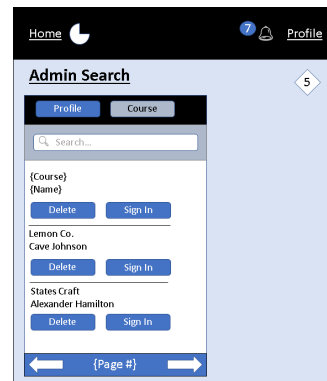 Home
7
Profile
Admin Search
5
Profile Course
Search...
{Course}
{Name}
Delete Sign In
Lemon Co.
Cave Johnson
Delete Sign In
States Craft
Alexander Hamilton
Delete Sign In
{Page #}